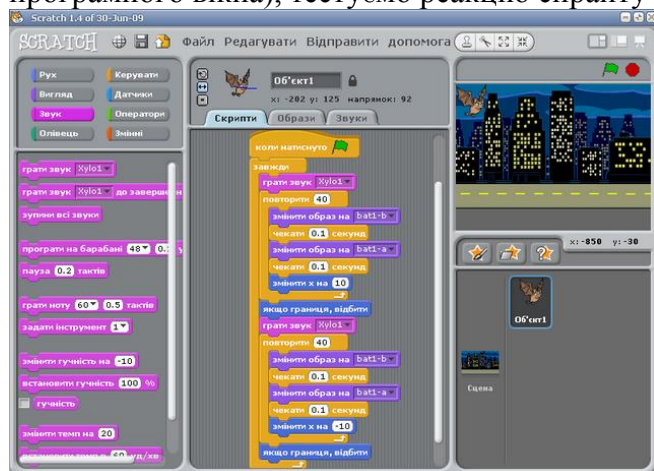 програмного вікна), тестуємо реакцію спрайту
Scratch 1.4 of 30-Jun-09
SCRATCH Файл Редагувати Відправити допомога
Рух Керувати
Вигляд Датчики
Звук Оператори
Олівець Змінні
грати звук Xylo1
грати звук Xylo1 до заверше
зупини всі звуки
програти на барабані 48 0.
пауза 0.2 тактів
грати ноту 60 0.5 тактів
задати інструмент 1
змінити гучність на -10
встановити гучність 100 %
гучність
змінити темп на 20
60 уд/хв
Об'єкт1
x: -202 y: 125 напрямок: 92
Скрипти Образи Звуки
коли натиснуто
завжди
грати звук Xylo1
повторити 40
змінити образ на bat1-b
чекати 0.1 секунд
змінити образ на bat1-a
чекати 0.1 секунд
змінити x на 10
якщо границя, відбити
грати звук Xylo1
повторити 40
змінити образ на bat1-b
чекати 0.1 секунд
змінити образ на bat1-a
чекати 0.1 секунд
змінити x на -10
якщо границя, відбити
x: -850 y: -30
Об'єкт1
Сцена